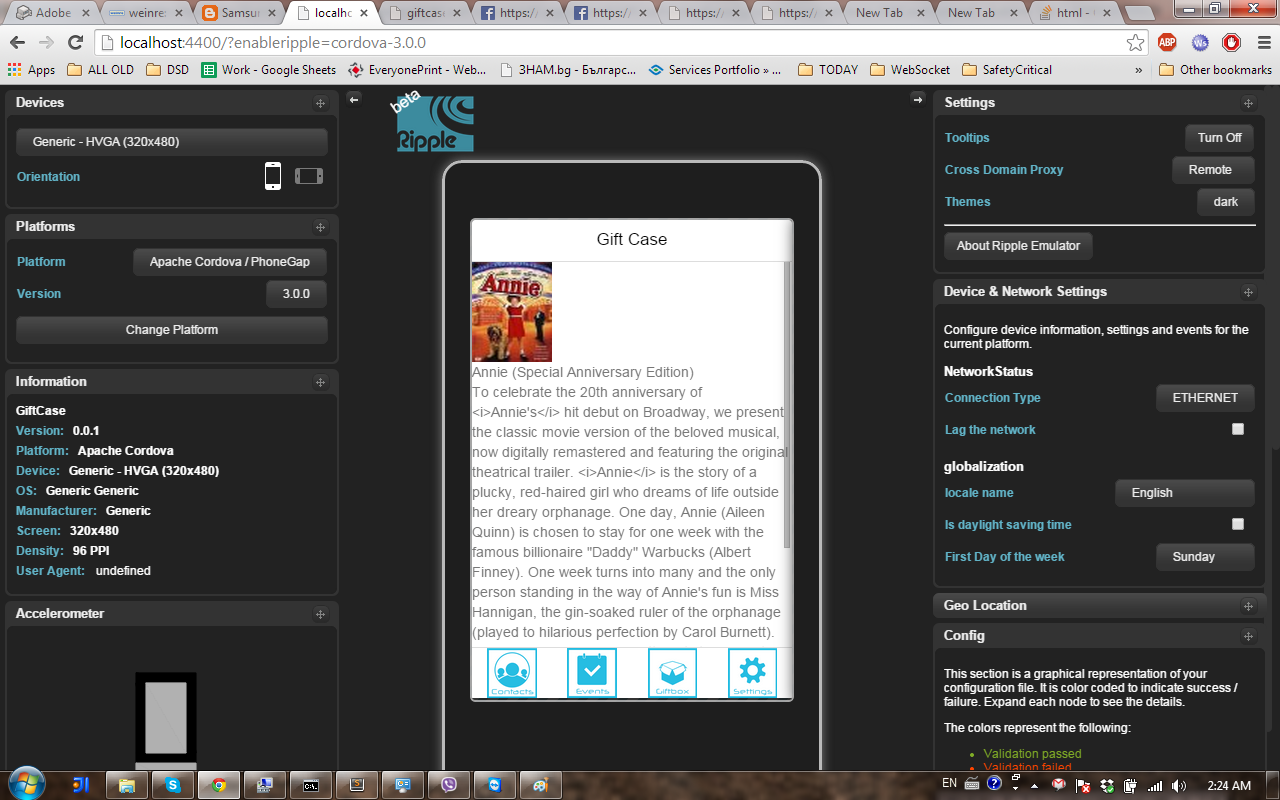 Adobe
weinre
Samsu
localhc
giftcase
https:/
https:/
https:/
https:/
New Tab
New Tab
html -
localhost:4400/?enableripple=cordova-3.0.0
ABP
Apps
ALL OLD
DSD
Work - Google Sheets
EveryonePrint - Web...
ЗНАМ.bg - Българс...
Services Portfolio » ...
TODAY
WebSocket
SafetyCritical
»
Other bookmarks
Devices
Generic - HVGA (320x480)
Orientation
Platforms
Platform
Apache Cordova / PhoneGap
Version
3.0.0
Change Platform
Information
GiftCase
Version: 0.0.1
Platform: Apache Cordova
Device: Generic - HVGA (320x480)
OS: Generic Generic
Manufacturer: Generic
Screen: 320x480
Density: 96 PPI
User Agent: undefined
Accelerometer
beta
Ripple
Gift Case
Annie
Annie (Special Anniversary Edition)
To celebrate the 20th anniversary of
<i>Annie's</i> hit debut on Broadway, we present
the classic movie version of the beloved musical,
now digitally remastered and featuring the original
theatrical trailer. <i>Annie</i> is the story of a
plucky, red-haired girl who dreams of life outside
her dreary orphanage. One day, Annie (Aileen
Quinn) is chosen to stay for one week with the
famous billionaire "Daddy" Warbucks (Albert
Finney). One week turns into many and the only
person standing in the way of Annie's fun is Miss
Hannigan, the gin-soaked ruler of the orphanage
(played to hilarious perfection by Carol Burnett).
Contacts
Events
Giftbox
Settings
Settings
Tooltips
Turn Off
Cross Domain Proxy
Remote
Themes
dark
About Ripple Emulator
Device & Network Settings
Configure device information, settings and events for the
current platform.
NetworkStatus
Connection Type
ETHERNET
Lag the network
globalization
locale name
English
Is daylight saving time
First Day of the week
Sunday
Geo Location
Config
This section is a graphical representation of your
configuration file. It is color coded to indicate success /
failure. Expand each node to see the details.
The colors represent the following:
Validation passed
Validation failed
EN
2:24 AM